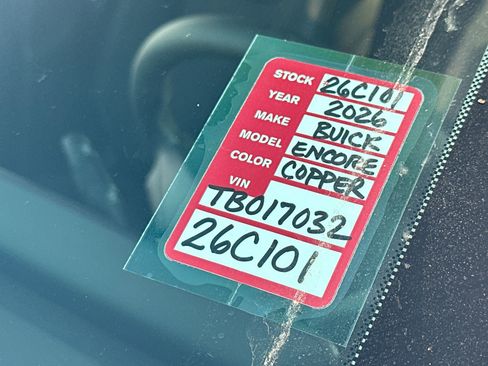 STOCK 26C101
YEAR 2026
MAKE BUICK
MODEL ENCORE
COLOR COPPER
VIN
TB017032
26C101